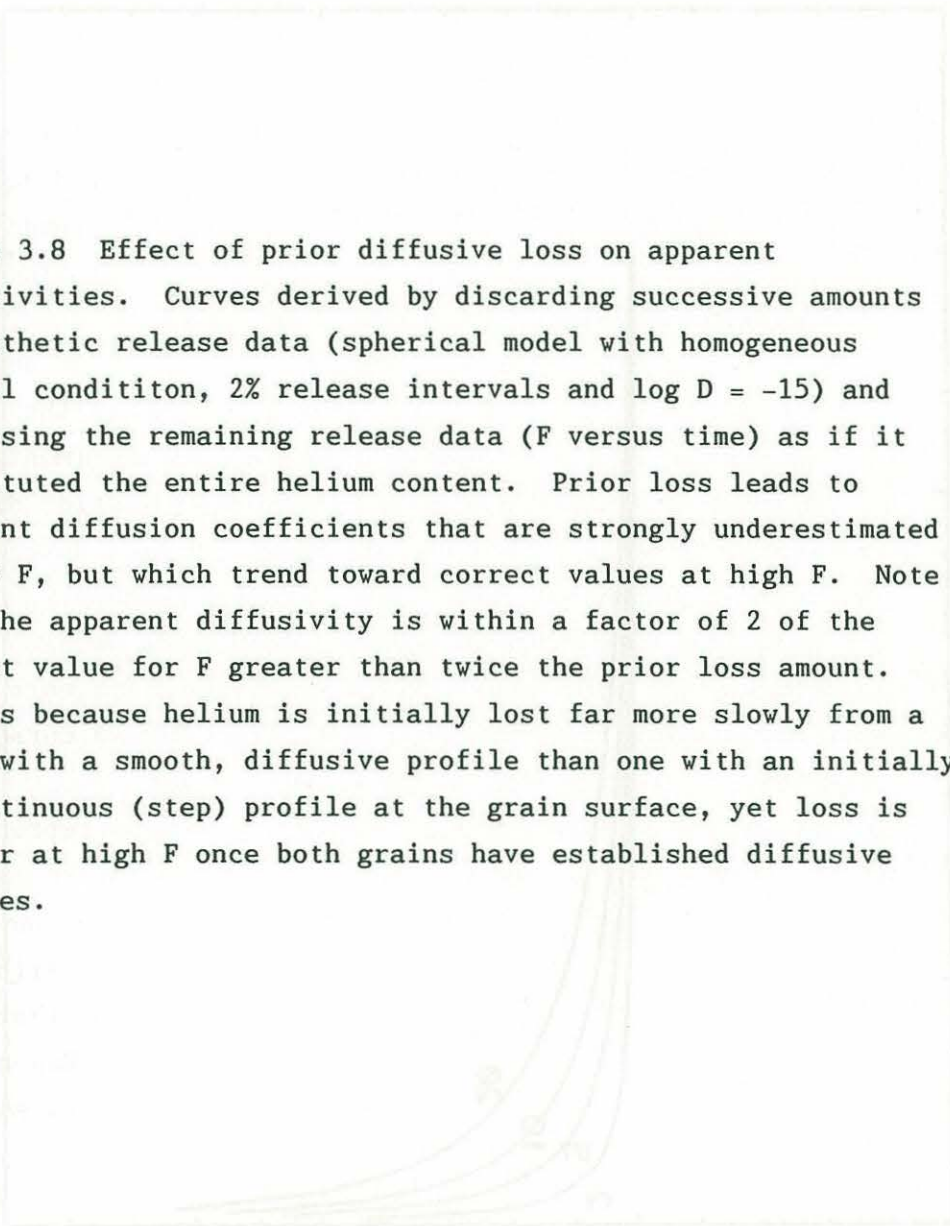 3.8 Effect of prior diffusive loss on apparent
ivities. Curves derived by discarding successive amounts
thetic release data (spherical model with homogeneous
l condititon, 2% release intervals and log D = -15) and
sing the remaining release data (F versus time) as if it
tuted the entire helium content. Prior loss leads to
nt diffusion coefficients that are strongly underestimated
F, but which trend toward correct values at high F. Note
he apparent diffusivity is within a factor of 2 of the
t value for F greater than twice the prior loss amount.
s because helium is initially lost far more slowly from a
with a smooth, diffusive profile than one with an initially
tinuous (step) profile at the grain surface, yet loss is
r at high F once both grains have established diffusive
es.